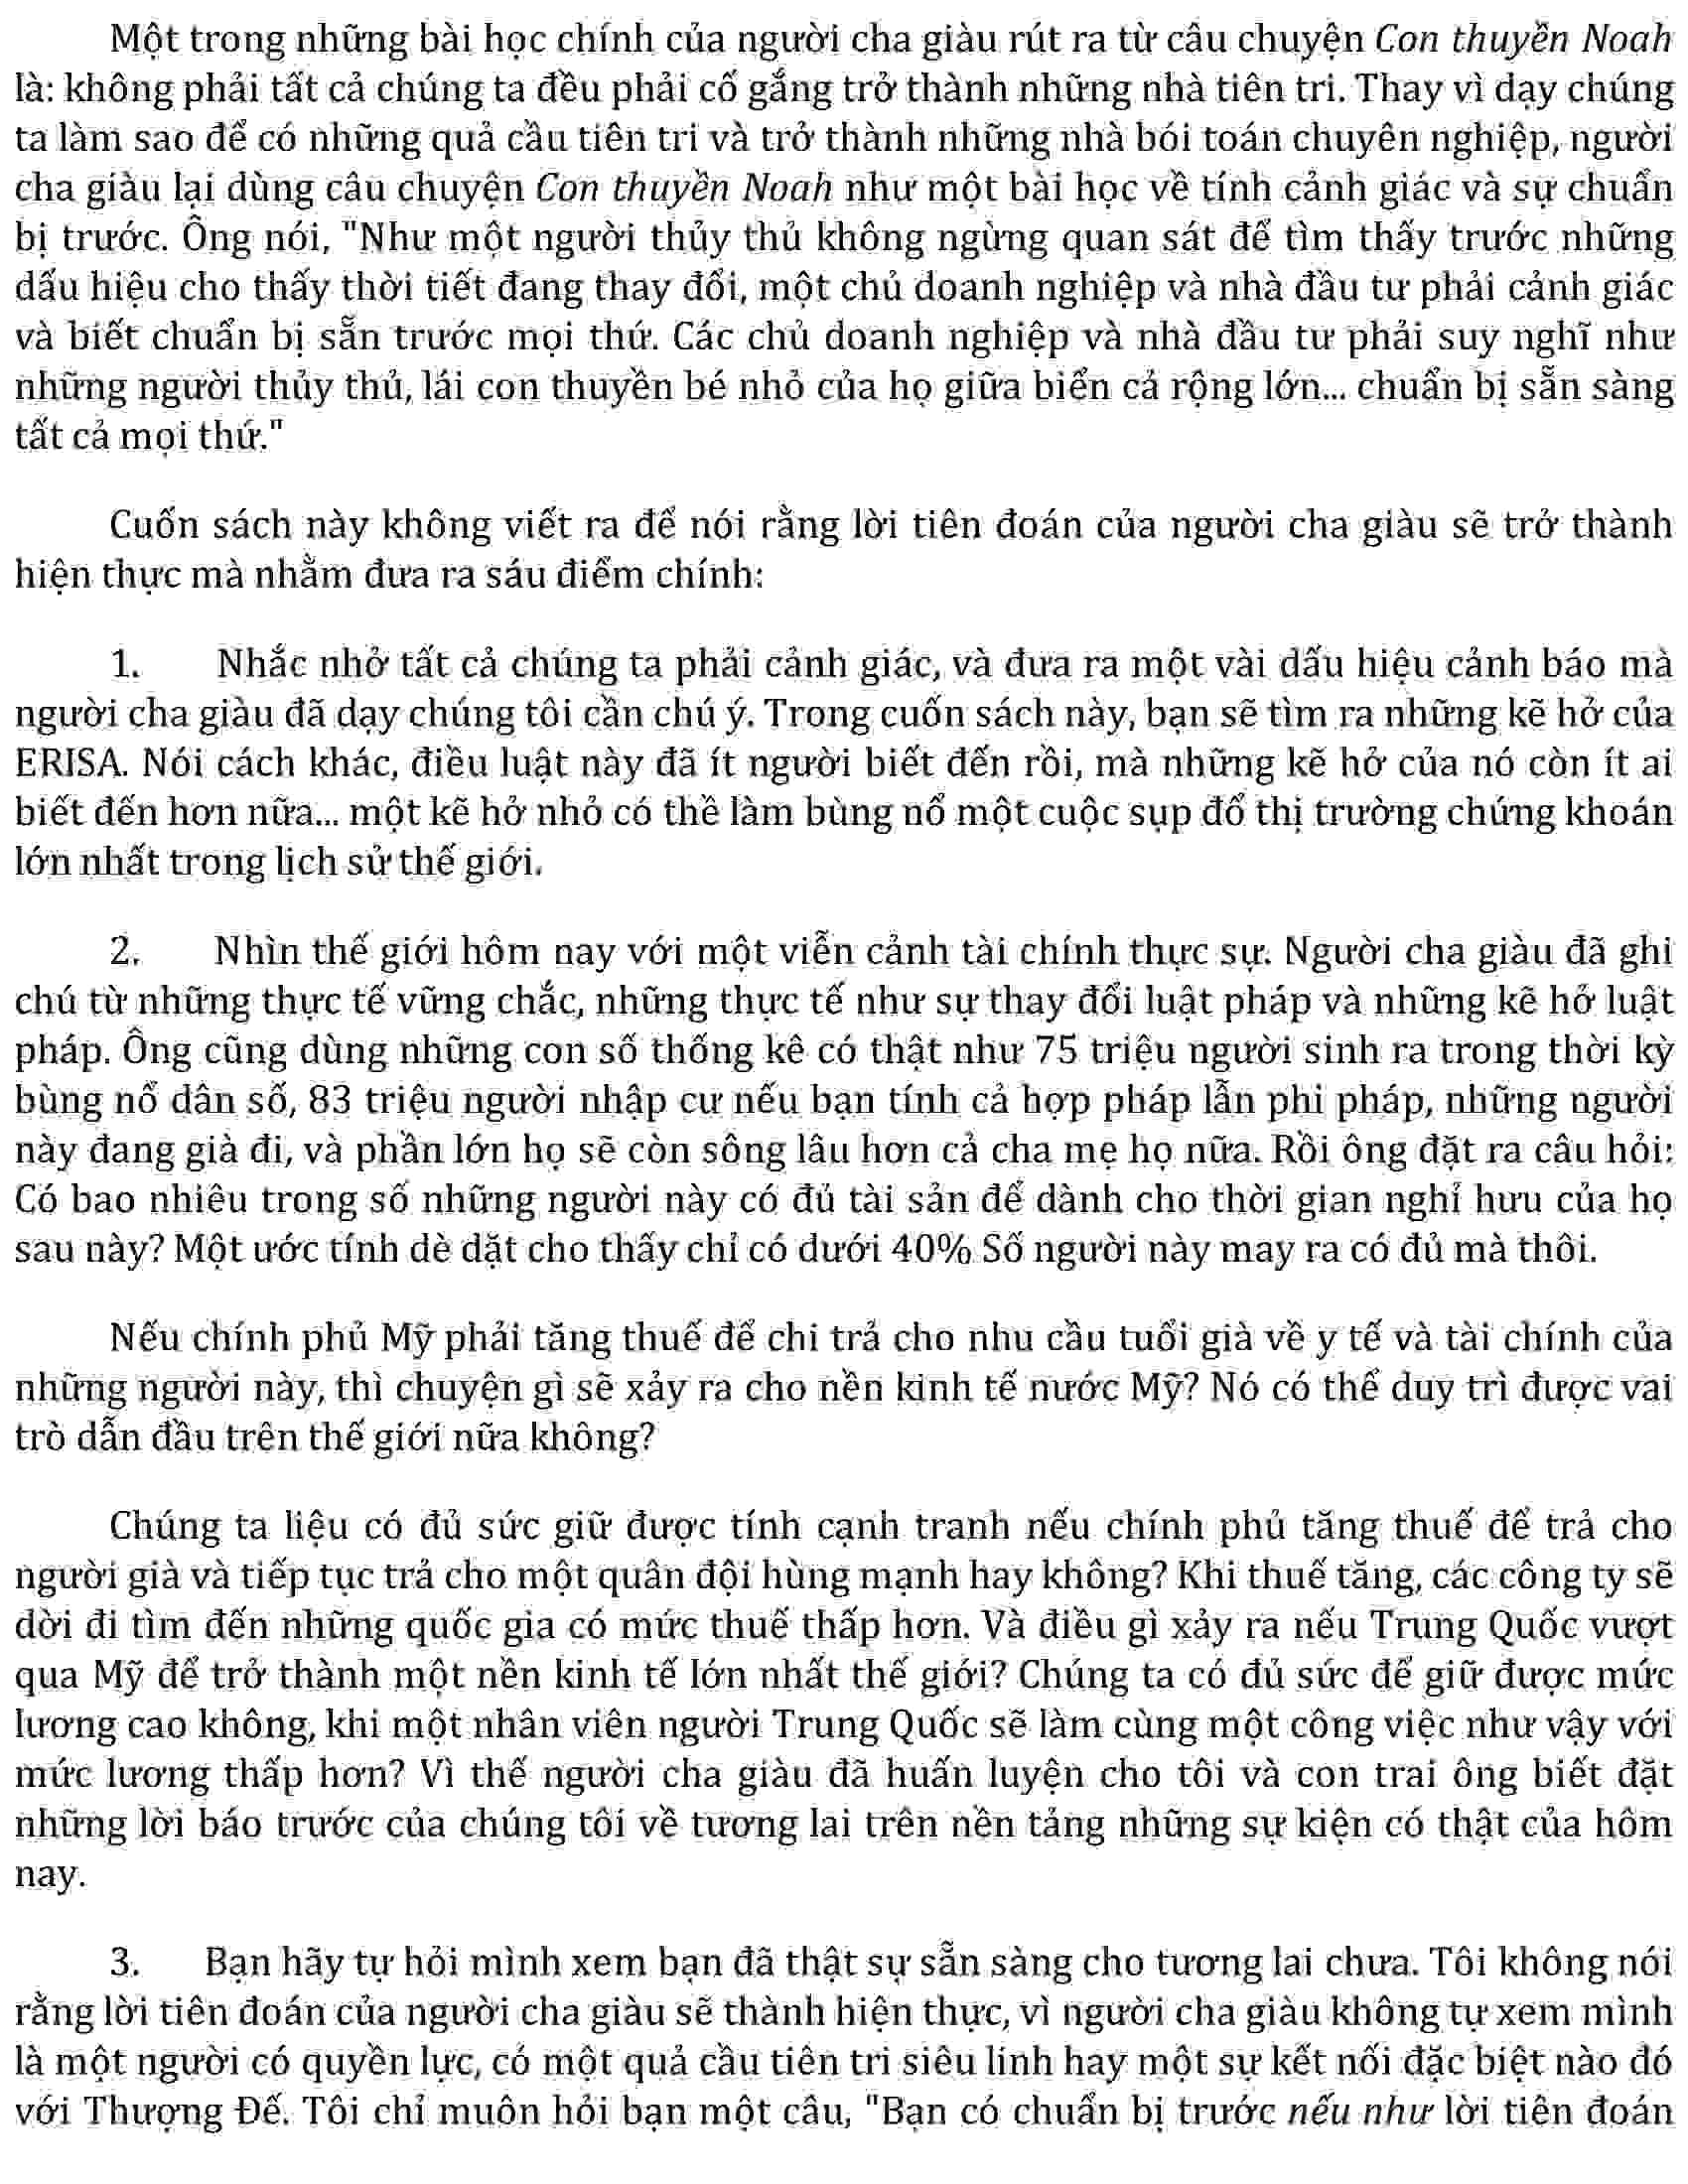 Một trong những bài học chính của người cha giàu rút ra từ câu chuyện Con thuyền Noah
là: không phải tất cả chúng ta đều phải cố gắng trở thành những nhà tiên tri. Thay vì dạy chúng
ta làm sao để có những quả cầu tiên tri và trở thành những nhà bói toán chuyên nghiệp, người
cha giàu lại dùng câu chuyện Con thuyền Noah như một bài học về tính cảnh giác và sự chuẩn
bị trước. Ông nói, "Như một người thủy thủ không ngừng quan sát để tìm thấy trước những
dấu hiệu cho thấy thời tiết đang thay đổi, một chủ doanh nghiệp và nhà đầu tư phải cảnh giác
và biết chuẩn bị sẵn trước mọi thứ. Các chủ doanh nghiệp và nhà đầu tư phải suy nghĩ như
những người thủy thủ, lái con thuyền bé nhỏ của họ giữa biển cả rộng lớn... chuẩn bị sẵn sàng
tất cả mọi thứ."
Cuốn sách này không viết ra để nói rằng lời tiên đoán của người cha giàu sẽ trở thành
hiện thực mà nhằm đưa ra sáu điểm chính:
1. Nhắc nhở tất cả chúng ta phải cảnh giác, và đưa ra một vài dấu hiệu cảnh báo mà
người cha giàu đã dạy chúng tôi cần chú ý. Trong cuốn sách này, bạn sẽ tìm ra những kẽ hở của
ERISA. Nói cách khác, điều luật này đã ít người biết đến rồi, mà những kẽ hở của nó còn ít ai
biết đến hơn nữa... một kẽ hở nhỏ có thề làm bùng nổ một cuộc sụp đổ thị trường chứng khoán
lớn nhất trong lịch sử thế giới.
2. Nhìn thế giới hôm nay với một viễn cảnh tài chính thực sự. Người cha giàu đã ghi
chú từ những thực tế vững chắc, những thực tế như sự thay đổi luật pháp và những kẽ hở luật
pháp. Ông cũng dùng những con số thống kê có thật như 75 triệu người sinh ra trong thời kỳ
bùng nổ dân số, 83 triệu người nhập cư nếu bạn tính cả hợp pháp lẫn phi pháp, những người
này đang già đi, và phần lớn họ sẽ còn sông lâu hơn cả cha mẹ họ nữa. Rồi ông đặt ra câu hỏi:
Có bao nhiêu trong số những người này có đủ tài sản để dành cho thời gian nghỉ hưu của họ
sau này? Một ước tính dè dặt cho thấy chỉ có dưới 40% Số người này may ra có đủ mà thôi.
Nếu chính phủ Mỹ phải tăng thuế để chi trả cho nhu cầu tuổi già về y tế và tài chính của
những người này, thì chuyện gì sẽ xảy ra cho nền kinh tế nước Mỹ? Nó có thể duy trì được vai
trò dẫn đầu trên thế giới nữa không?
Chúng ta liệu có đủ sức giữ được tính cạnh tranh nếu chính phủ tăng thuế để trả cho
người già và tiếp tục trả cho một quân đội hùng mạnh hay không? Khi thuế tăng, các công ty sẽ
dời đi tìm đến những quốc gia có mức thuế thấp hơn. Và điều gì xảy ra nếu Trung Quốc vượt
qua Mỹ để trở thành một nền kinh tế lớn nhất thế giới? Chúng ta có đủ sức để giữ được mức
lương cao không, khi một nhân viên người Trung Quốc sẽ làm cùng một công việc như vậy với
mức lương thấp hơn? Vì thế người cha giàu đã huấn luyện cho tôi và con trai ông biết đặt
những lời báo trước của chúng tôi về tương lai trên nền tảng những sự kiện có thật của hôm
nay.
3. Bạn hãy tự hỏi mình xem bạn đã thật sự sẵn sàng cho tương lai chưa. Tôi không nói
rằng lời tiên đoán của người cha giàu sẽ thành hiện thực, vì người cha giàu không tự xem mình
là một người có quyền lực, có một quả cầu tiên tri siêu linh hay một sự kết nối đặc biệt nào đó
với Thượng Đế. Tôi chỉ muôn hỏi bạn một câu, "Bạn có chuẩn bị trước nếu như lời tiên đoán